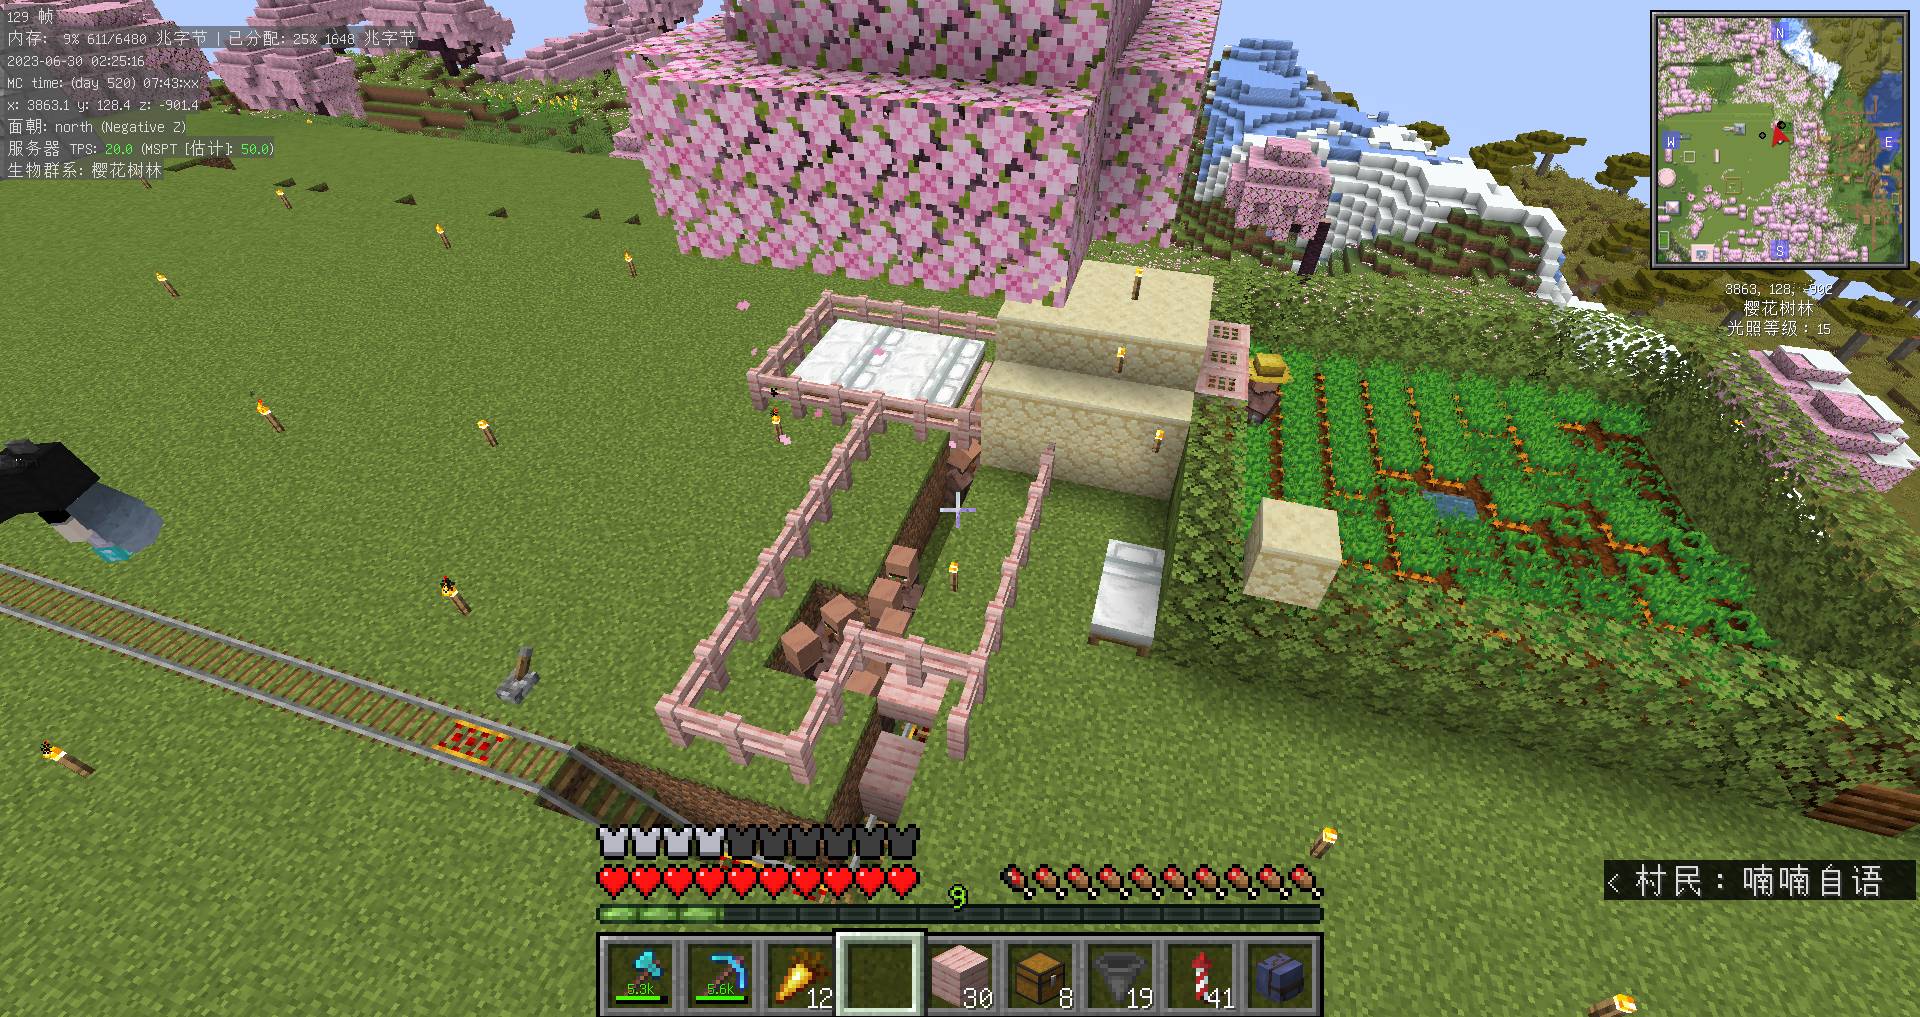 129 帧
内存: 9% 611/6480 兆字节 | 已分配: 25% 1648 兆字节
2023-06-30 02:25:16
MC time: (day 520) 07:43:xx
x: 3863.1 y: 128.4 z: -901.4
面朝: north (Negative Z)
服务器 TPS: 20.0 (MSPT [估计]: 50.0)
生物群系: 樱花树林
N
W
E
S
3863, 128, -902
樱花树林
光照等级: 15
< 村民: 喃喃自语
9
5.3k
5.6k
12
30
8
19
41